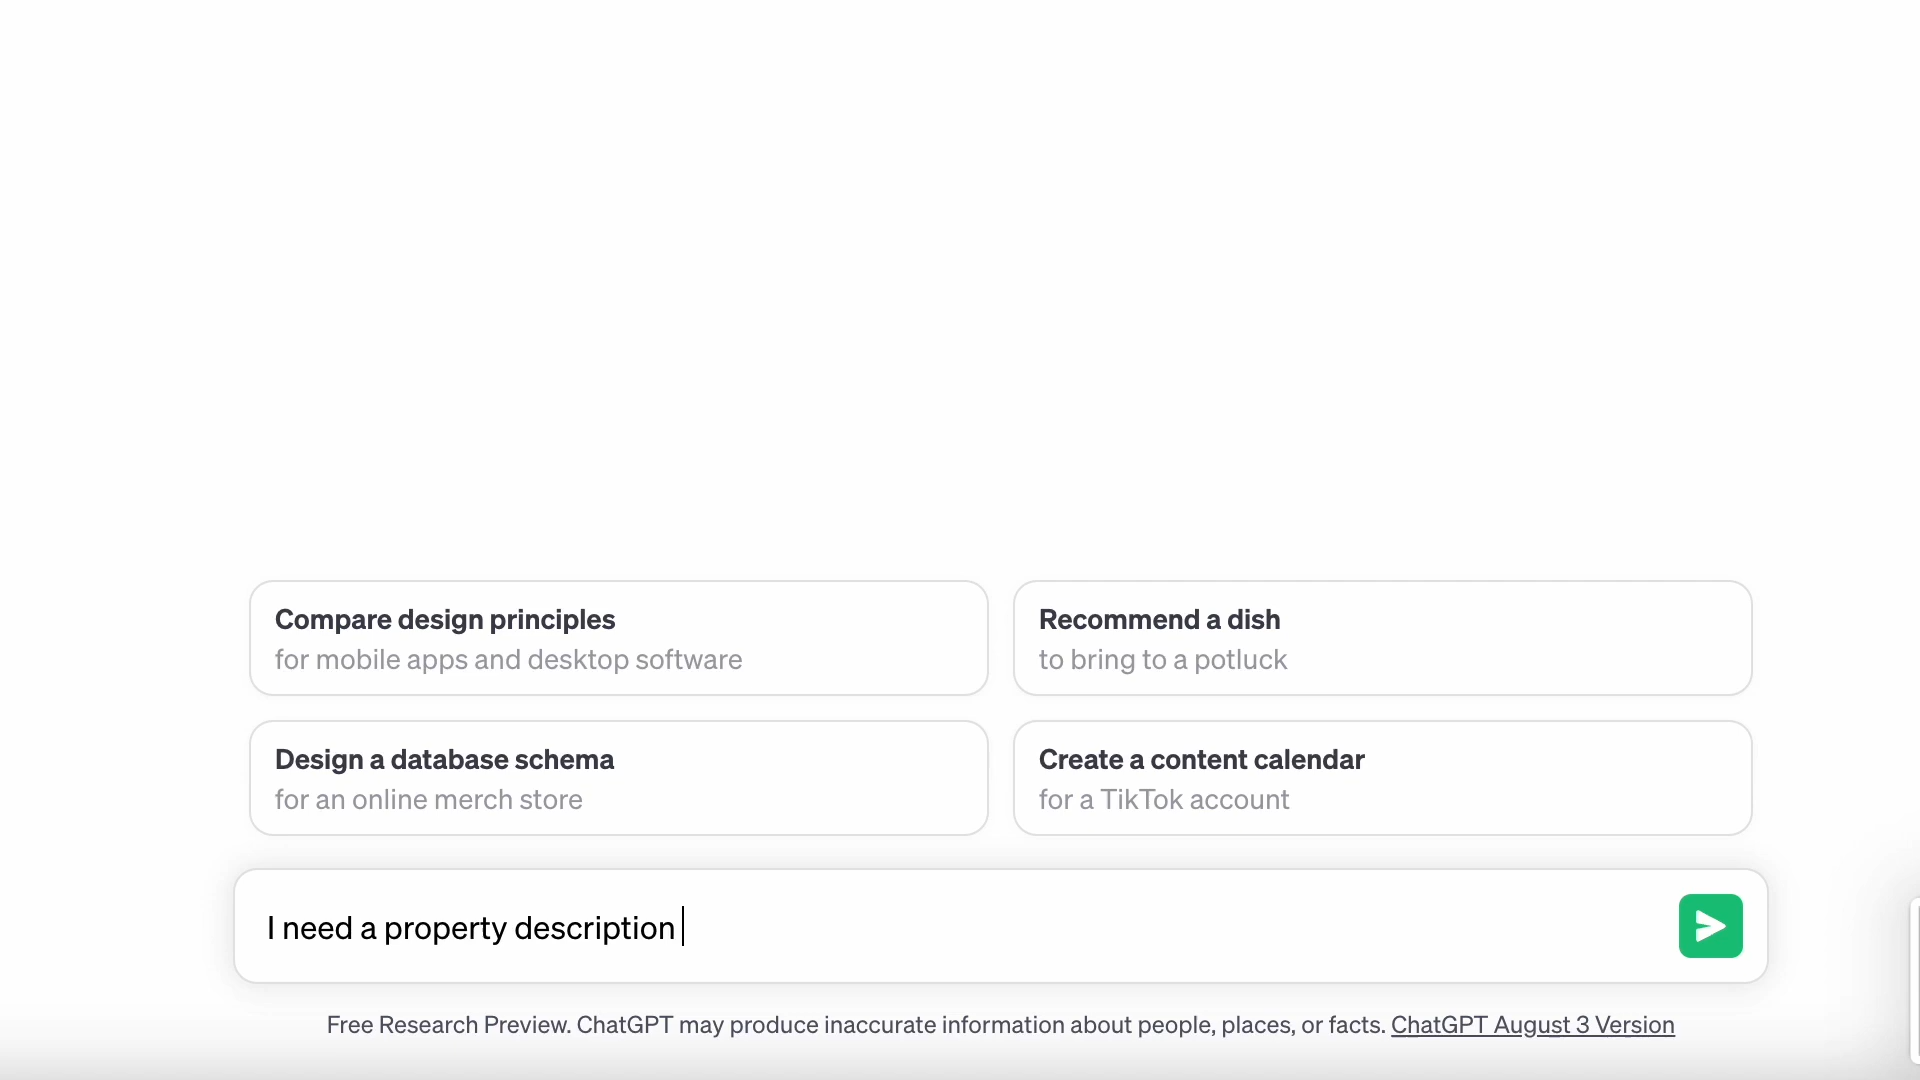 Compare design principles
for mobile apps and desktop software
Recommend a dish
to bring to a potluck
Design a database schema
for an online merch store
Create a content calendar
for a TikTok account
I need a property description
Free Research Preview. ChatGPT may produce inaccurate information about people, places, or facts. ChatGPT August 3 Version